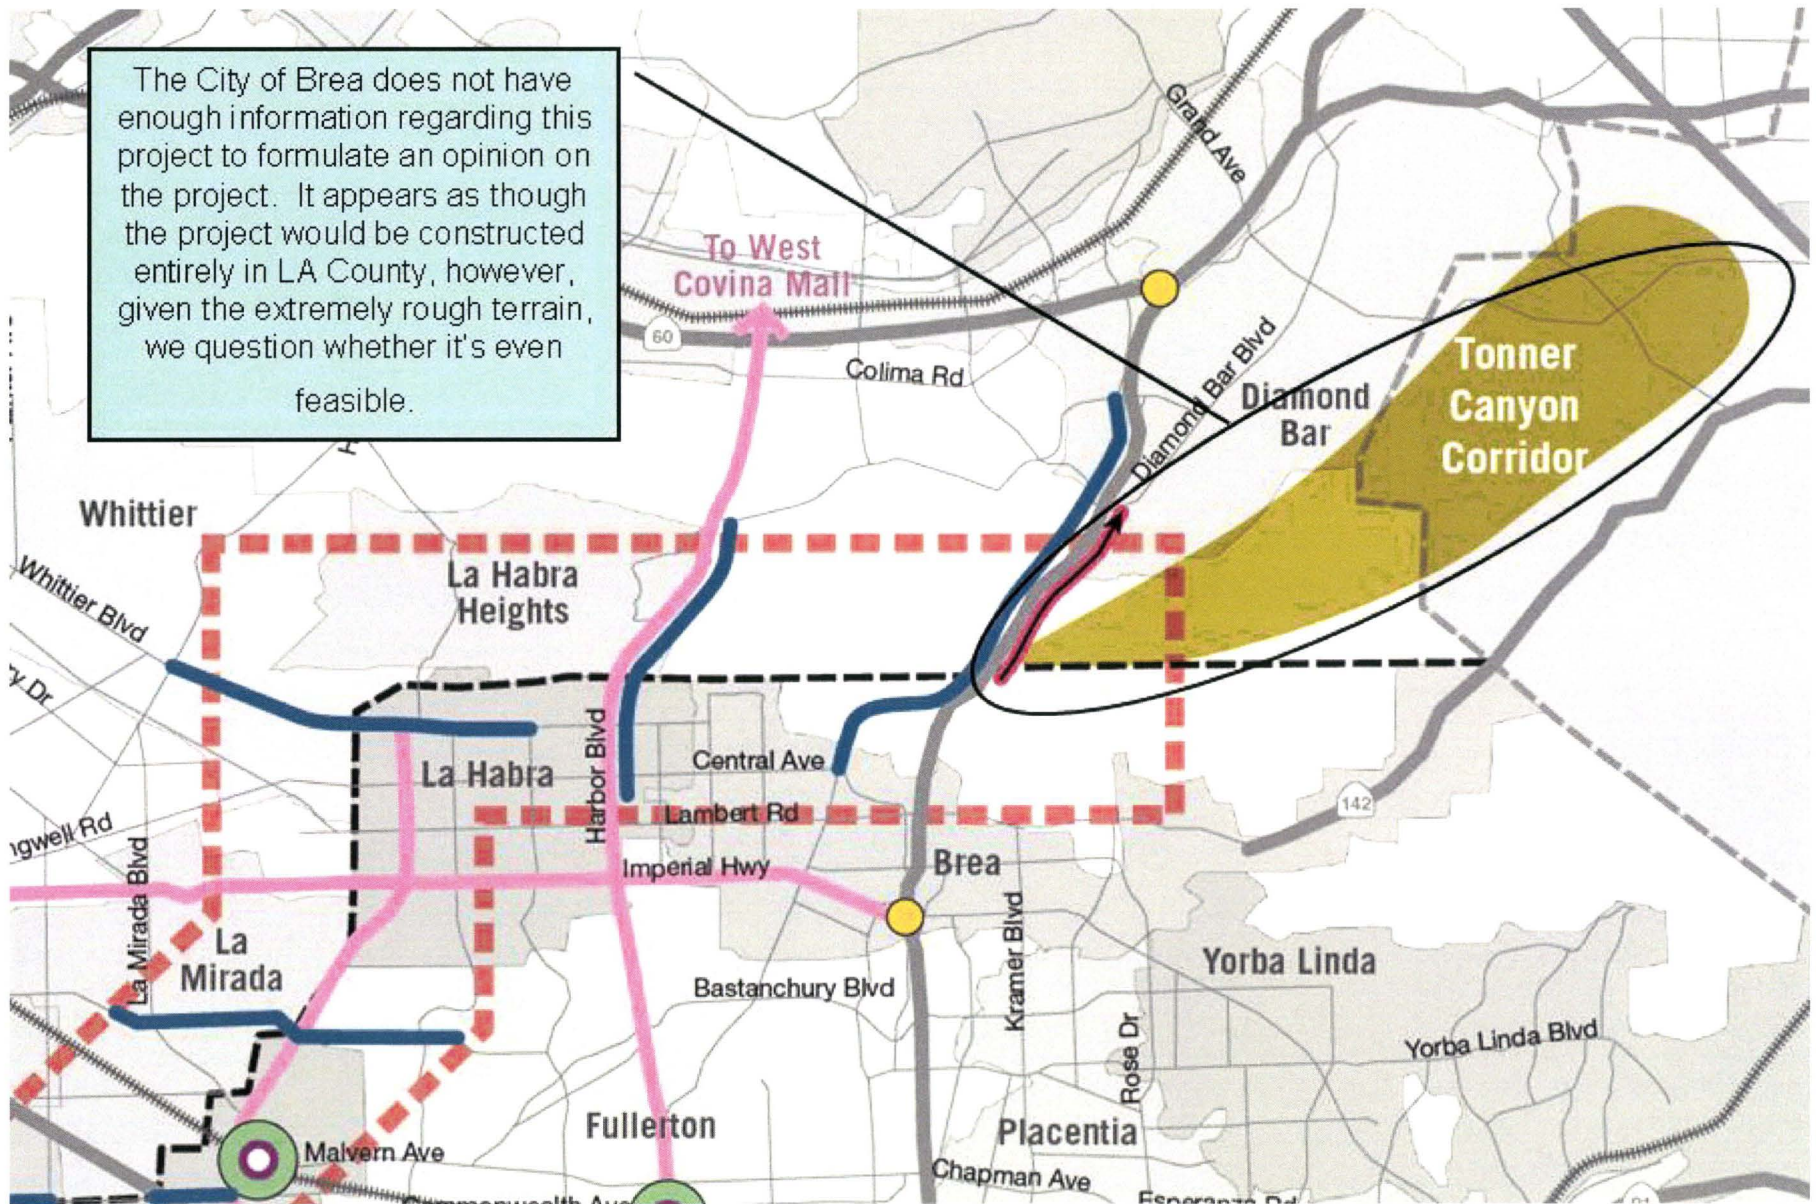 The City of Brea does not have
enough information regarding this
project to formulate an opinion on
the project.  It appears as though
the project would be constructed
entirely in LA County, however,
given the extremely rough terrain,
we question whether it's even
feasible.
Grand Ave
To West
Covina Mall
60
Colima Rd
Diamond Bar Blvd
Diamond
Bar
Tonner
Canyon
Corridor
Whittier
Whittier Blvd
La Habra
Heights
Harbor Blvd
La Habra
Central Ave
Lambert Rd
142
Imperial Hwy
Brea
La Mirada Blvd
La
Mirada
Kramer Blvd
Bastanchury Blvd
Yorba Linda
Rose Dr
Yorba Linda Blvd
Fullerton
Placentia
Malvern Ave
Chapman Ave